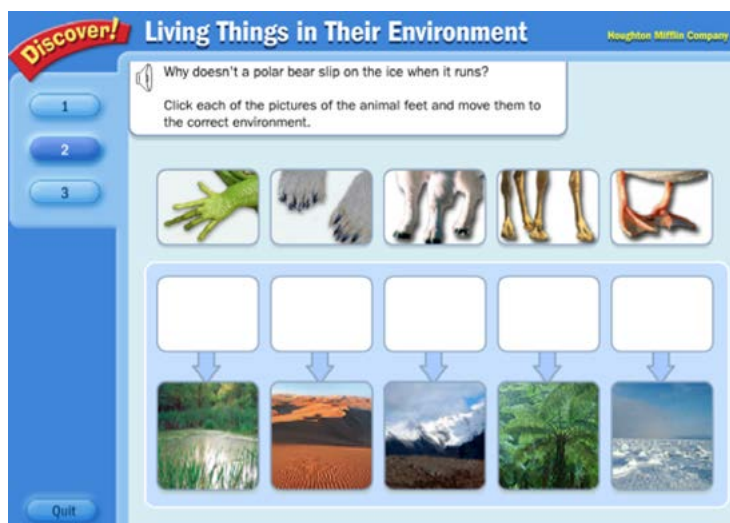 Discover!
Living Things in Their Environment
Houghton Mifflin Company
Why doesn't a polar bear slip on the ice when it runs?
Click each of the pictures of the animal feet and move them to
the correct environment.
1
2
3
Quit